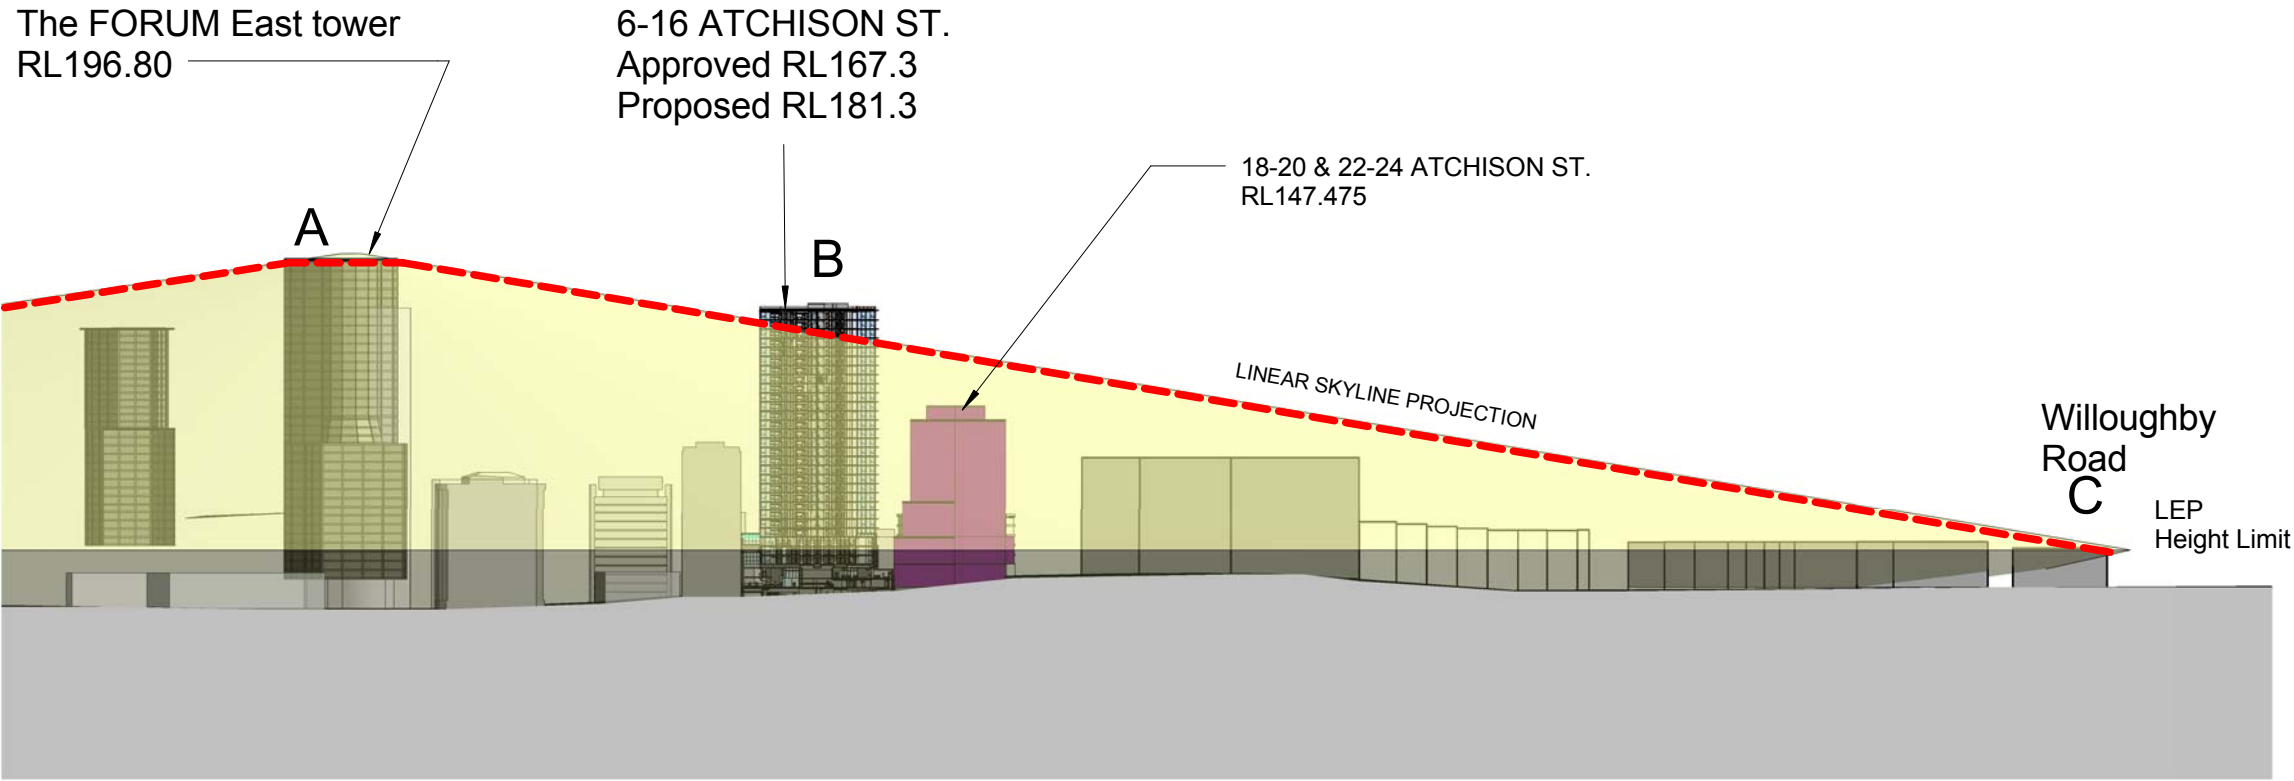 The FORUM East tower
RL196.80
6-16 ATCHISON ST.
Approved RL167.3
Proposed RL181.3
18-20 & 22-24 ATCHISON ST.
RL147.475
A
B
LINEAR SKYLINE PROJECTION
Willoughby
Road
C
LEP
Height Limit